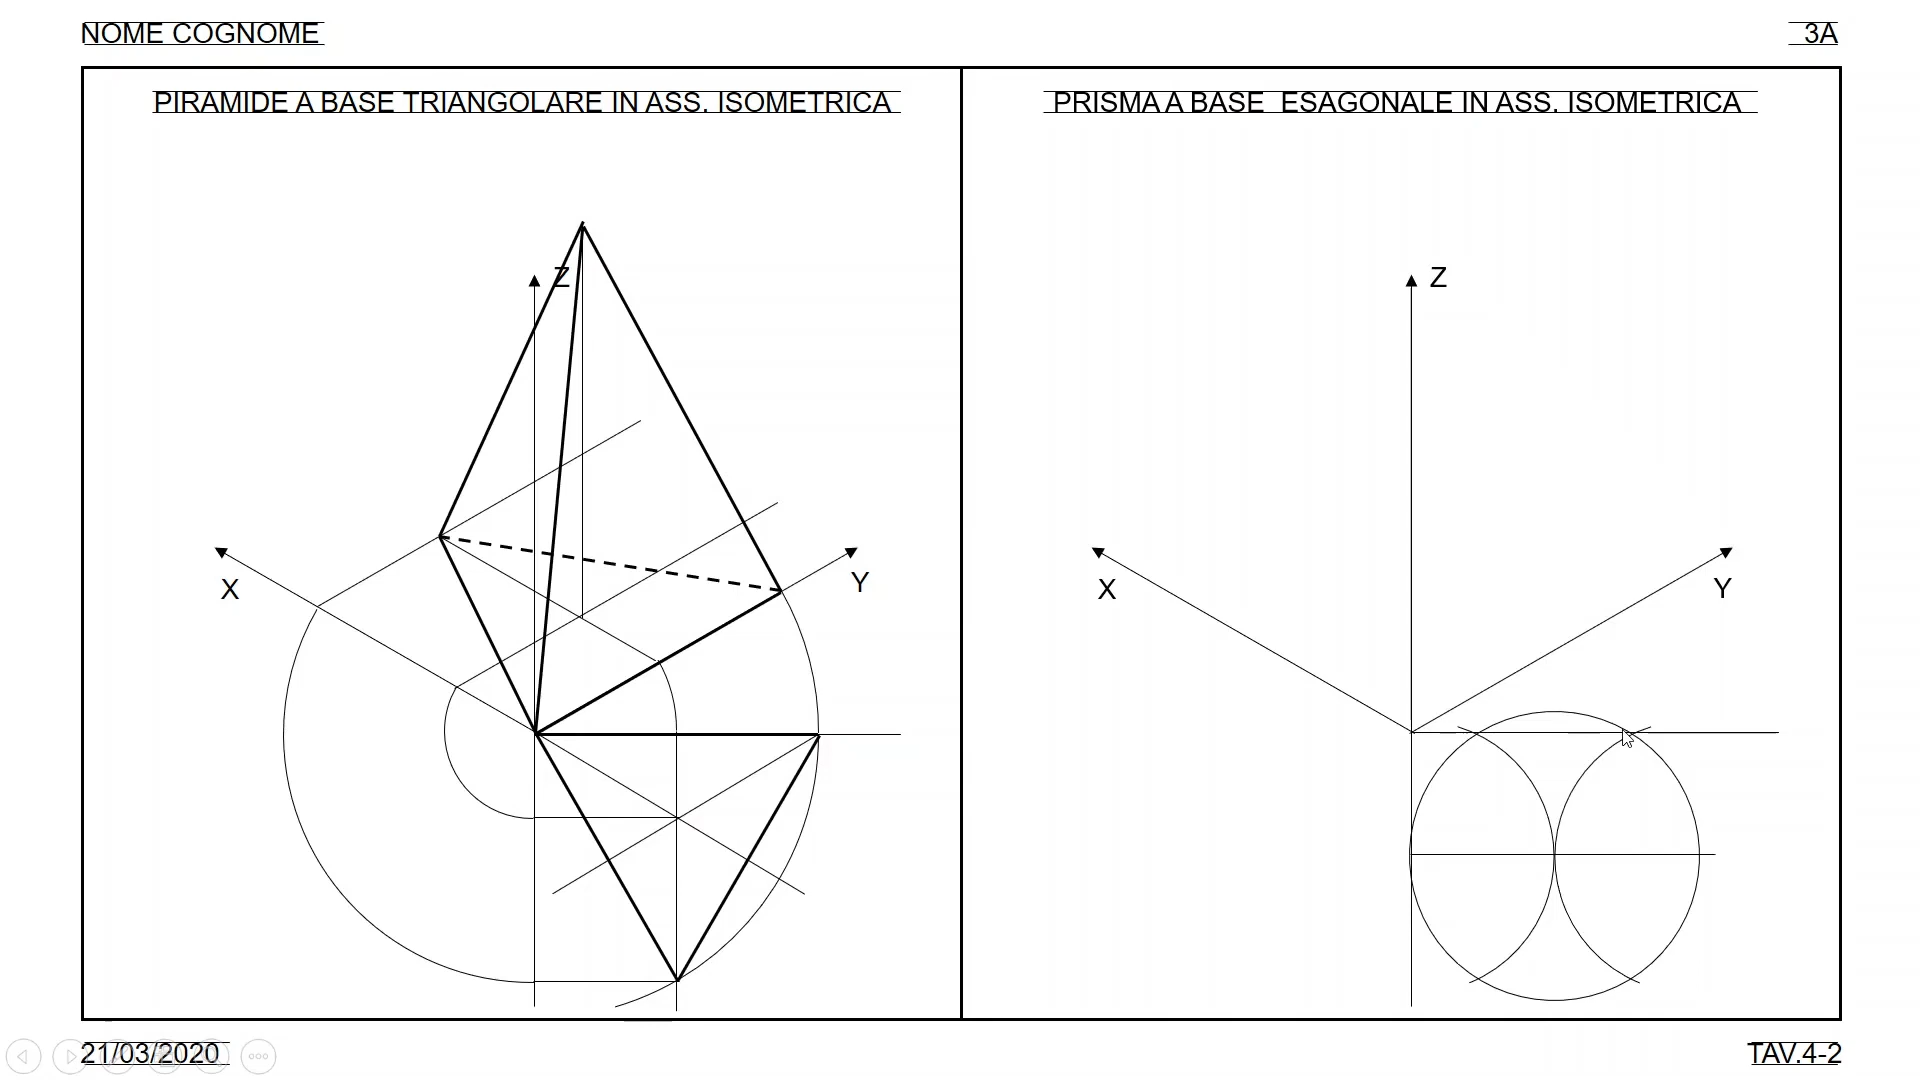 NOME COGNOME
3A
PIRAMIDE A BASE TRIANGOLARE IN ASS. ISOMETRICA
PRISMA A BASE ESAGONALE IN ASS. ISOMETRICA
Z
X
Y
Z
X
Y
21/03/2020
TAV.4-2